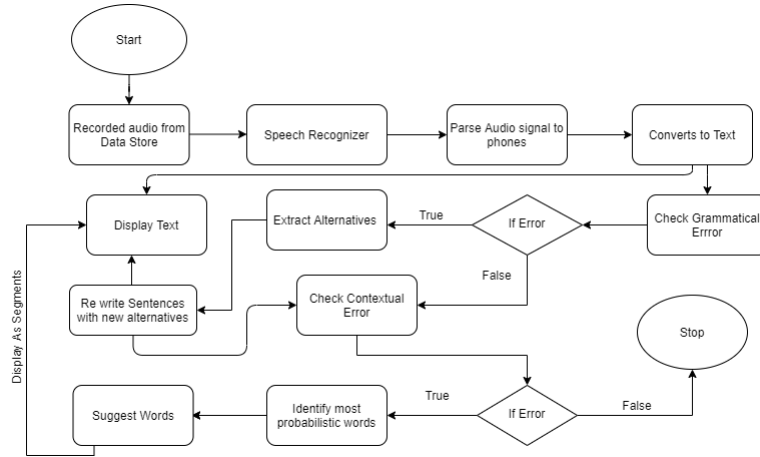 Start
Recorded audio from
Data Store
Speech Recognizer
Parse Audio signal to
phones
Converts to Text
Display Text
Extract Alternatives
True
If Error
Check Grammatical
Errror
False
Re write Sentences
with new alternatives
Check Contextual
Error
Stop
Display As Segments
Suggest Words
Identify most
probabilistic words
True
If Error
False